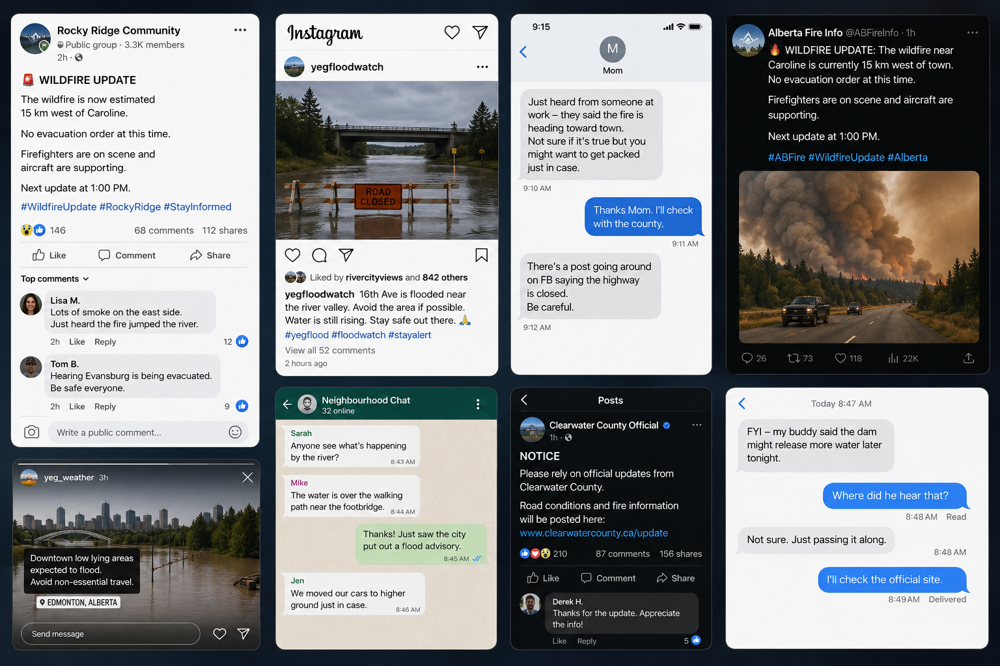 Rocky Ridge Community
Public group · 3.3K members
2h ·
🚨 WILDFIRE UPDATE
The wildfire is now estimated
15 km west of Caroline.
No evacuation order at this time.
Firefighters are on scene and
aircraft are supporting.
Next update at 1:00 PM.
#WildfireUpdate #RockyRidge #StayInformed
146 68 comments 112 shares
Like Comment Share
Top comments
Lisa M.
Lots of smoke on the east side.
Just heard the fire jumped the river.
2h Like Reply 12
Tom B.
Hearing Evansburg is being evacuated.
Be safe everyone.
2h Like Reply 9
Write a public comment...
yeg_weather 3h
Downtown low lying areas
expected to flood.
Avoid non-essential travel.
EDMONTON, ALBERTA
Send message
Instagram
yegfloodwatch
ROAD
CLOSED
Liked by rivercityviews and 842 others
yegfloodwatch 16th Ave is flooded near
the river valley. Avoid the area if possible.
Water is still rising. Stay safe out there. 🙏
#yegflood #floodwatch #stayalert
View all 52 comments
2 hours ago
Neighbourhood Chat
32 online
Sarah
Anyone see what's happening
by the river?
8:43 AM
Mike
The water is over the walking
path near the footbridge.
8:44 AM
Thanks! Just saw the city
put out a flood advisory.
8:45 AM
Jen
We moved our cars to higher
ground just in case.
8:46 AM
9:15
M
Mom
Just heard from someone at
work – they said the fire is
heading toward town.
Not sure if it's true but you
might want to get packed
just in case.
9:10 AM
Thanks Mom. I'll check
with the county.
9:11 AM
There's a post going around
on FB saying the highway
is closed.
Be careful.
9:12 AM
Posts
Clearwater County Official
1h ·
NOTICE
Please rely on official updates from
Clearwater County.
Road conditions and fire information
will be posted here:
www.clearwatercounty.ca/update
210 87 comments 156 shares
Like Comment Share
Derek H.
Thanks for the update. Appreciate
the info!
Like Reply 5
Alberta Fire Info @ABFireInfo · 1h
🔥 WILDFIRE UPDATE: The wildfire near
Caroline is currently 15 km west of town.
No evacuation order at this time.
Firefighters are on scene and aircraft are
supporting.
Next update at 1:00 PM.
#ABFire #WildfireUpdate #Alberta
26 73 118 22K
Today 8:47 AM
FYI – my buddy said the dam
might release more water later
tonight.
Where did he hear that?
8:48 AM Read
Not sure. Just passing it along.
8:48 AM
I'll check the official site.
8:49 AM Delivered